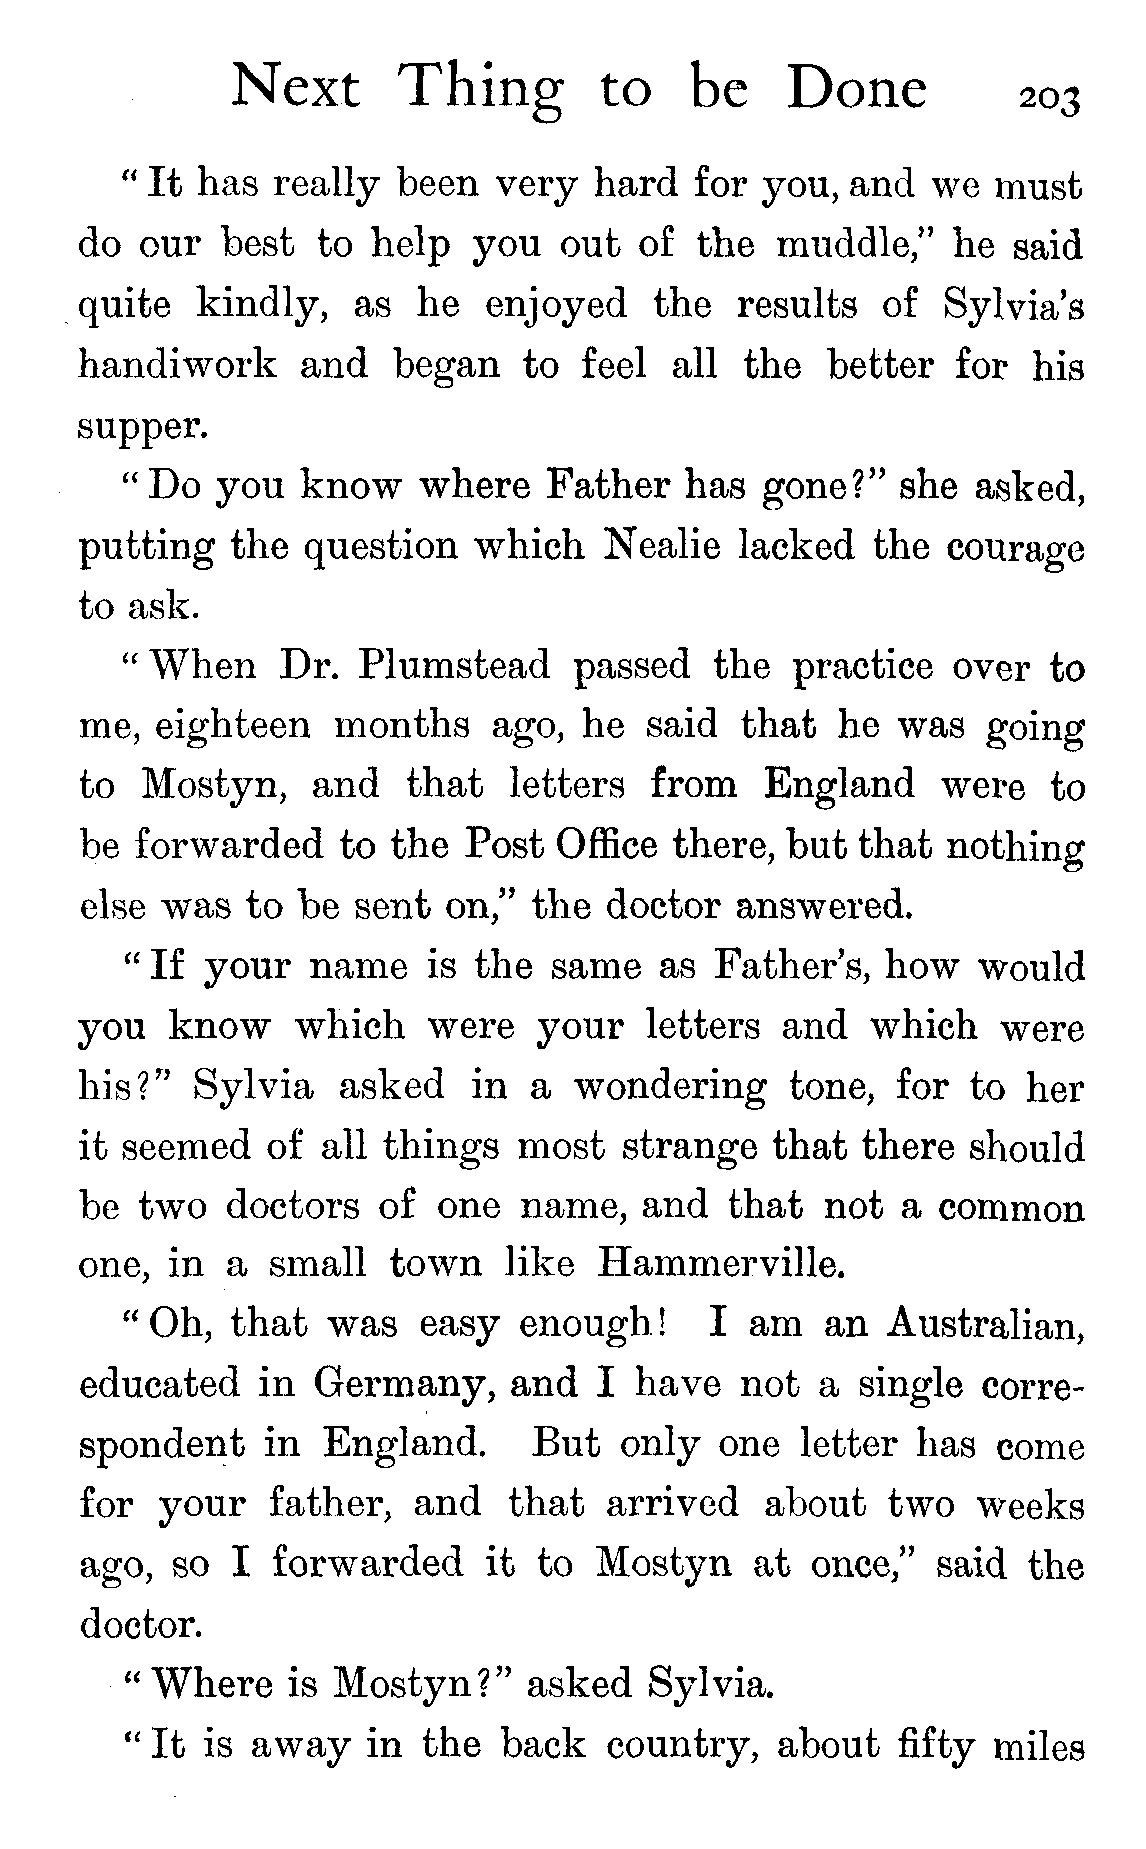 Next Thing to be Done 203
“It has really been very hard for you, and we must
do our best to help you out of the muddle,” he said
quite kindly, as he enjoyed the results of Sylvia’s
handiwork and began to feel all the better for his
supper.
“Do you know where Father has gone?” she asked,
putting the question which Nealie lacked the courage
to ask.
“When Dr. Plumstead passed the practice over to
me, eighteen months ago, he said that he was going
to Mostyn, and that letters from England were to
be forwarded to the Post Office there, but that nothing
else was to be sent on,” the doctor answered.
“If your name is the same as Father’s, how would
you know which were your letters and which were
his?” Sylvia asked in a wondering tone, for to her
it seemed of all things most strange that there should
be two doctors of one name, and that not a common
one, in a small town like Hammerville.
“Oh, that was easy enough! I am an Australian,
educated in Germany, and I have not a single corre-
spondent in England. But only one letter has come
for your father, and that arrived about two weeks
ago, so I forwarded it to Mostyn at once,” said the
doctor.
“Where is Mostyn?” asked Sylvia.
“It is away in the back country, about fifty miles